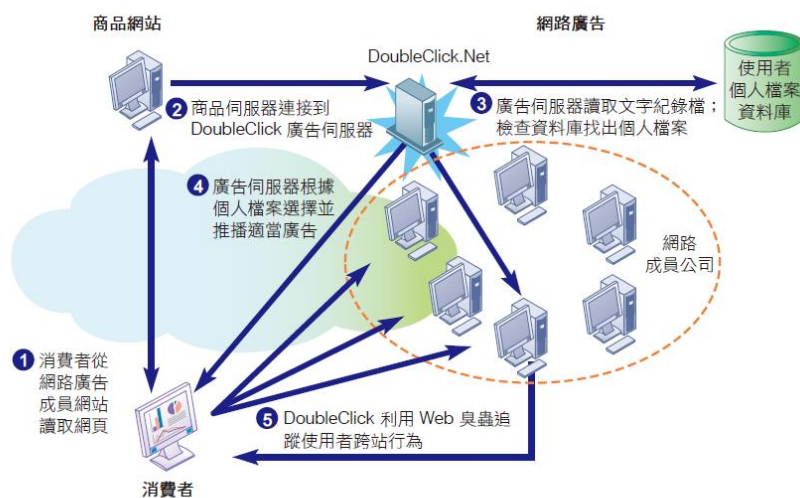 商品網站
網路廣告
DoubleClick.Net
使用者
個人檔案
資料庫
2 商品伺服器連接到
DoubleClick 廣告伺服器
3 廣告伺服器讀取文字紀錄檔；
檢查資料庫找出個人檔案
4 廣告伺服器根據
個人檔案選擇並
推播適當廣告
網路
成員公司
1 消費者從
網路廣告
成員網站
讀取網頁
5 DoubleClick 利用 Web 臭蟲追
蹤使用者跨站行為
消費者